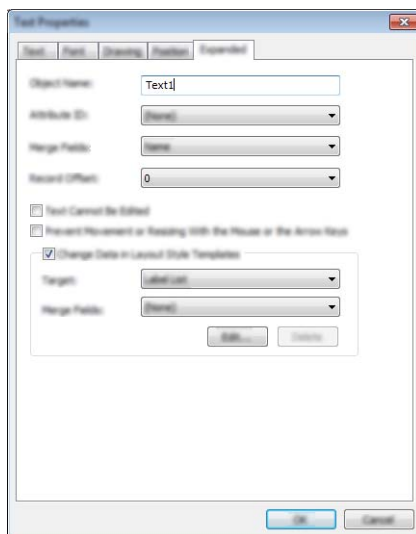 Text Properties
Text Font Drawing Position Expanded
Object Name: Text1
Attribute ID: (None)
Merge Fields: Name
Record Offset: 0
Text Cannot Be Edited
Prevent Movement or Resizing With the Mouse or the Arrow Keys
Change Data in Layout Style Templates
Target: Label List
Merge Fields: (None)
Edit... Delete
OK Cancel